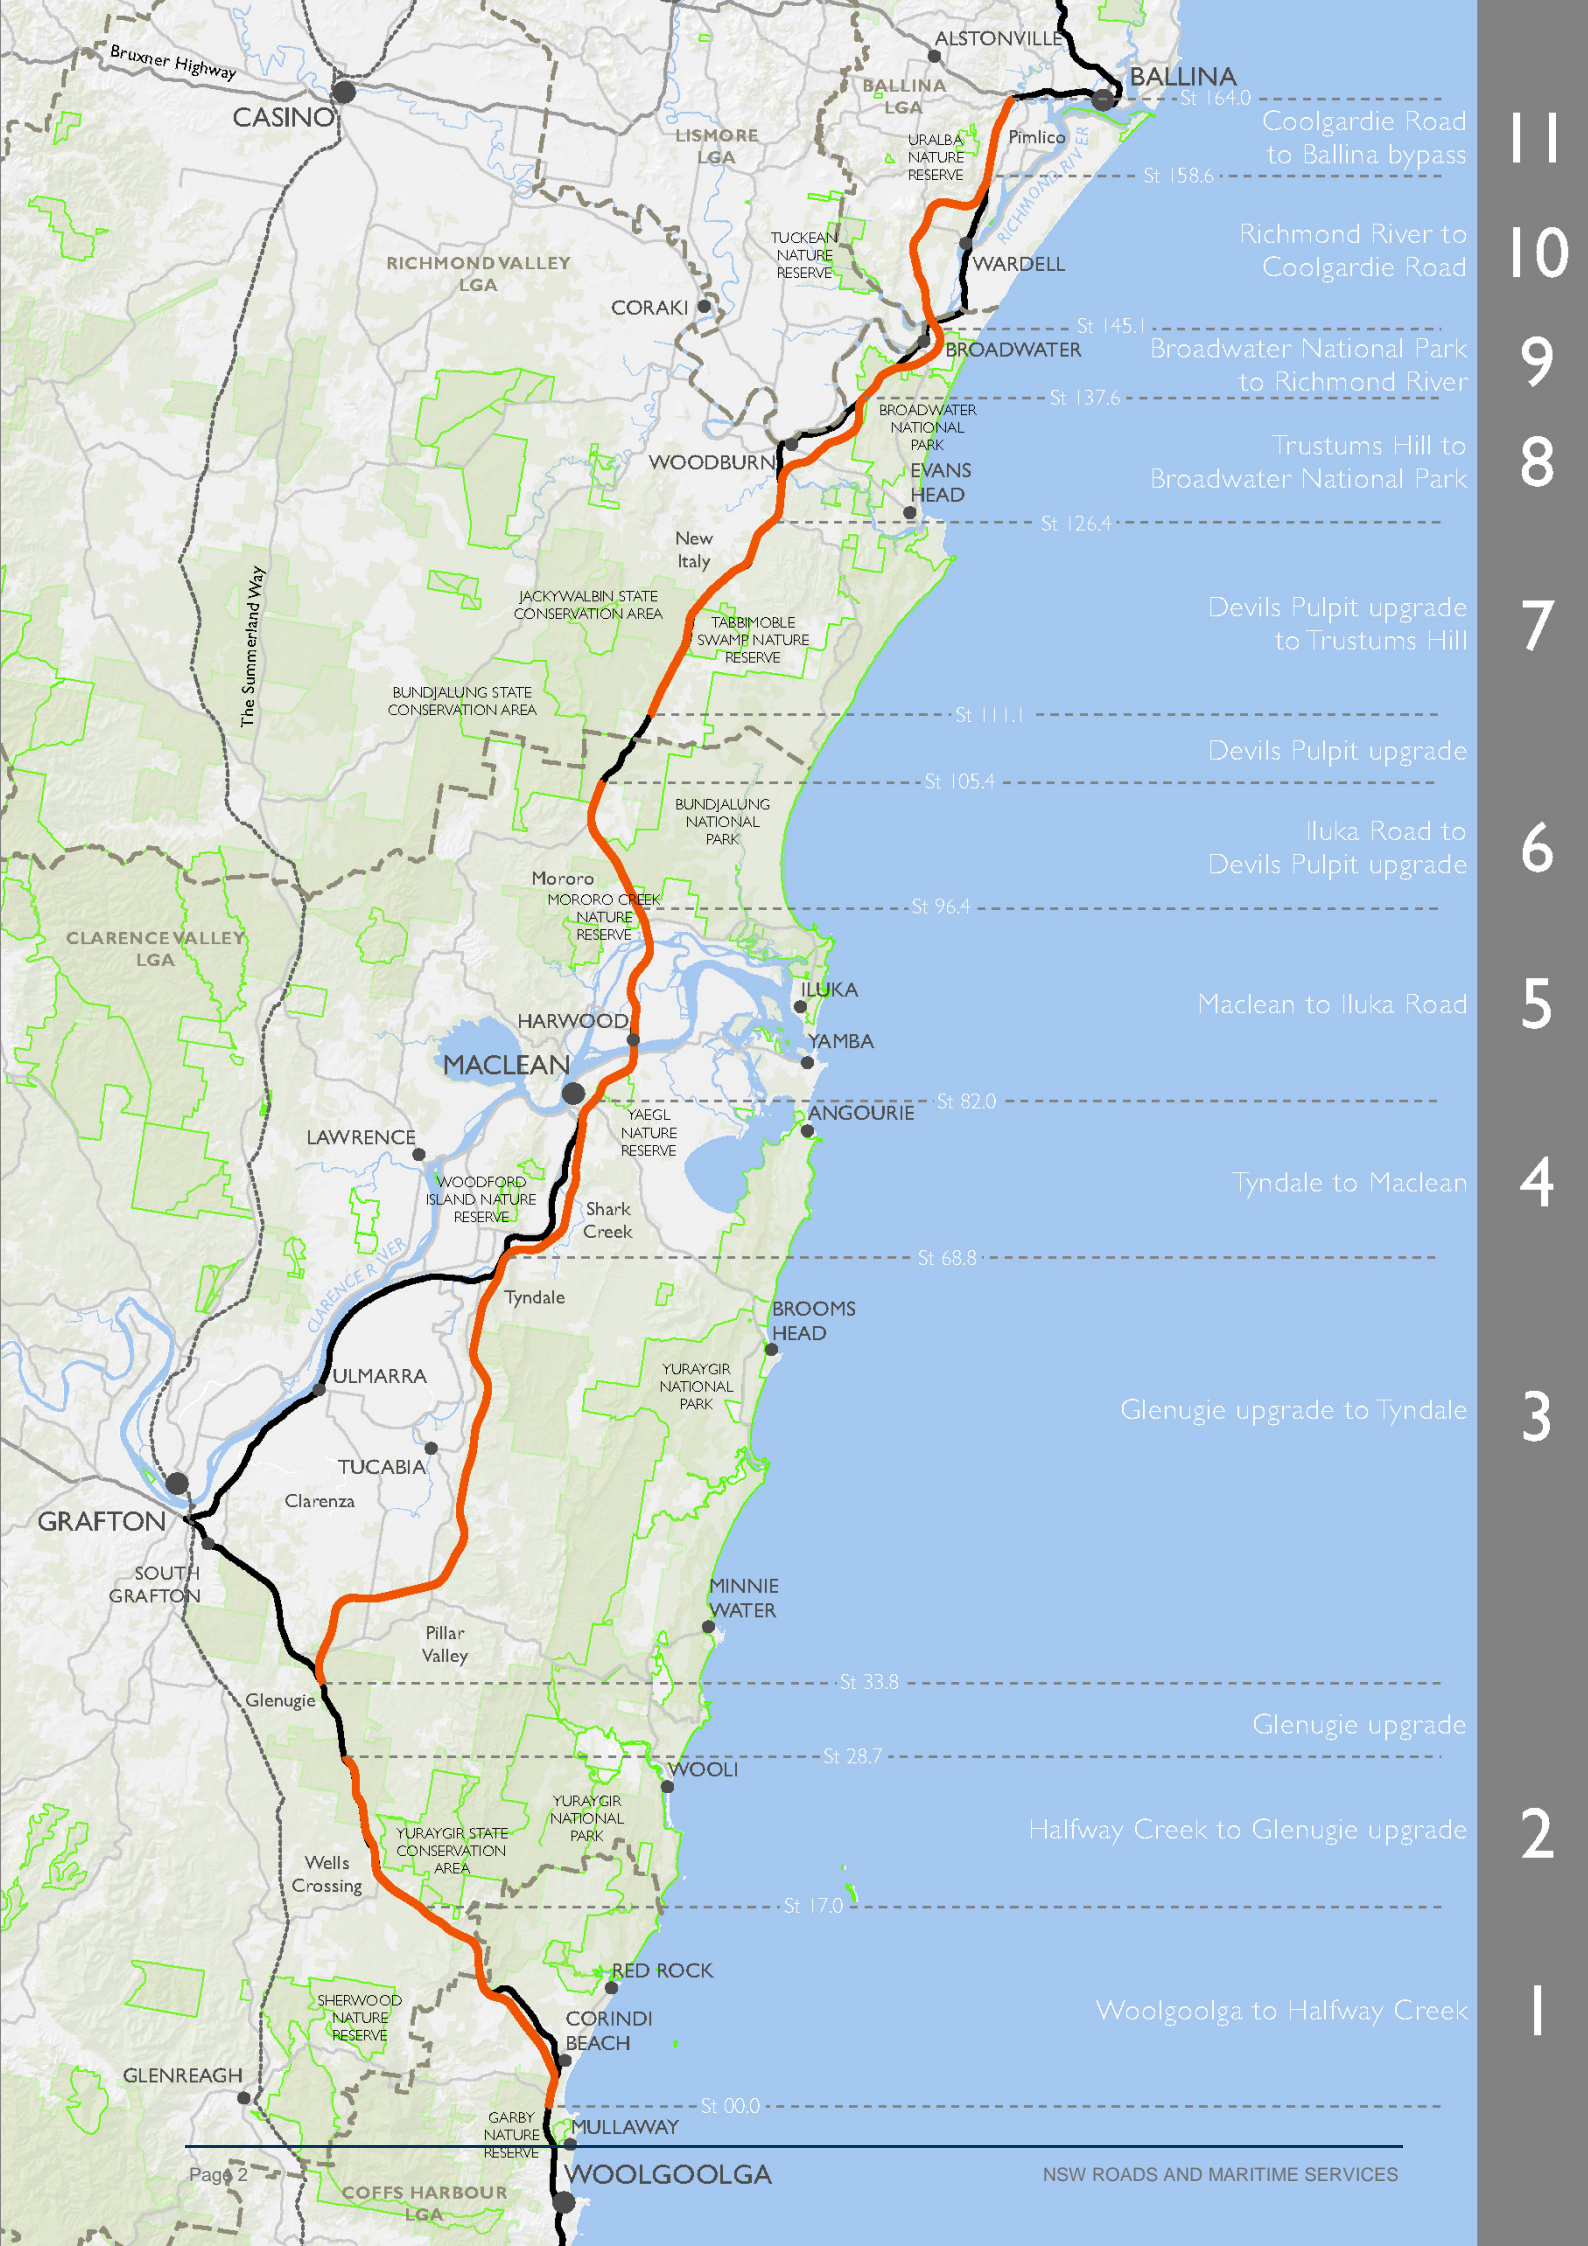 ALSTONVILLE
Bruxner Highway
BALLINA
BALLINA
LGA
St 164.0
CASINO
Coolgardie Road
to Ballina bypass
11
LISMORE
LGA
URALBA
NATURE
RESERVE
Pimlico
RICHMOND RIVER
St 158.6
TUCKEAN
NATURE
RESERVE
Richmond River to
Coolgardie Road
10
RICHMOND VALLEY
LGA
WARDELL
CORAKI
St 145.1
BROADWATER
Broadwater National Park
to Richmond River
9
St 137.6
BROADWATER
NATIONAL
PARK
WOODBURN
Trustums Hill to
Broadwater National Park
8
EVANS
HEAD
St 126.4
New
Italy
The Summerland Way
JACKYWALBIN STATE
CONSERVATION AREA
TABBIMOBLE
SWAMP NATURE
RESERVE
Devils Pulpit upgrade
to Trustums Hill
7
BUNDJALUNG STATE
CONSERVATION AREA
St 111.1
Devils Pulpit upgrade
St 105.4
BUNDJALUNG
NATIONAL
PARK
Iluka Road to
Devils Pulpit upgrade
6
Mororo
MORORO CREEK
NATURE
RESERVE
St 96.4
CLARENCE VALLEY
LGA
ILUKA
Maclean to Iluka Road
5
HARWOOD
YAMBA
MACLEAN
St 82.0
YAEGL
NATURE
RESERVE
ANGOURIE
LAWRENCE
WOODFORD
ISLAND NATURE
RESERVE
Tyndale to Maclean
4
Shark
Creek
St 68.8
CLARENCE RIVER
Tyndale
BROOMS
HEAD
ULMARRA
YURAYGIR
NATIONAL
PARK
Glenugie upgrade to Tyndale
3
TUCABIA
Clarenza
GRAFTON
SOUTH
GRAFTON
MINNIE
WATER
Pillar
Valley
St 33.8
Glenugie
Glenugie upgrade
St 28.7
WOOLI
YURAYGIR
NATIONAL
PARK
YURAYGIR STATE
CONSERVATION
AREA
Halfway Creek to Glenugie upgrade
2
Wells
Crossing
St 17.0
RED ROCK
SHERWOOD
NATURE
RESERVE
CORINDI
BEACH
Woolgoolga to Halfway Creek
1
GLENREAGH
St 00.0
GARBY
NATURE
RESERVE
MULLAWAY
Page 2
WOOLGOOLGA
NSW ROADS AND MARITIME SERVICES
COFFS HARBOUR
LGA